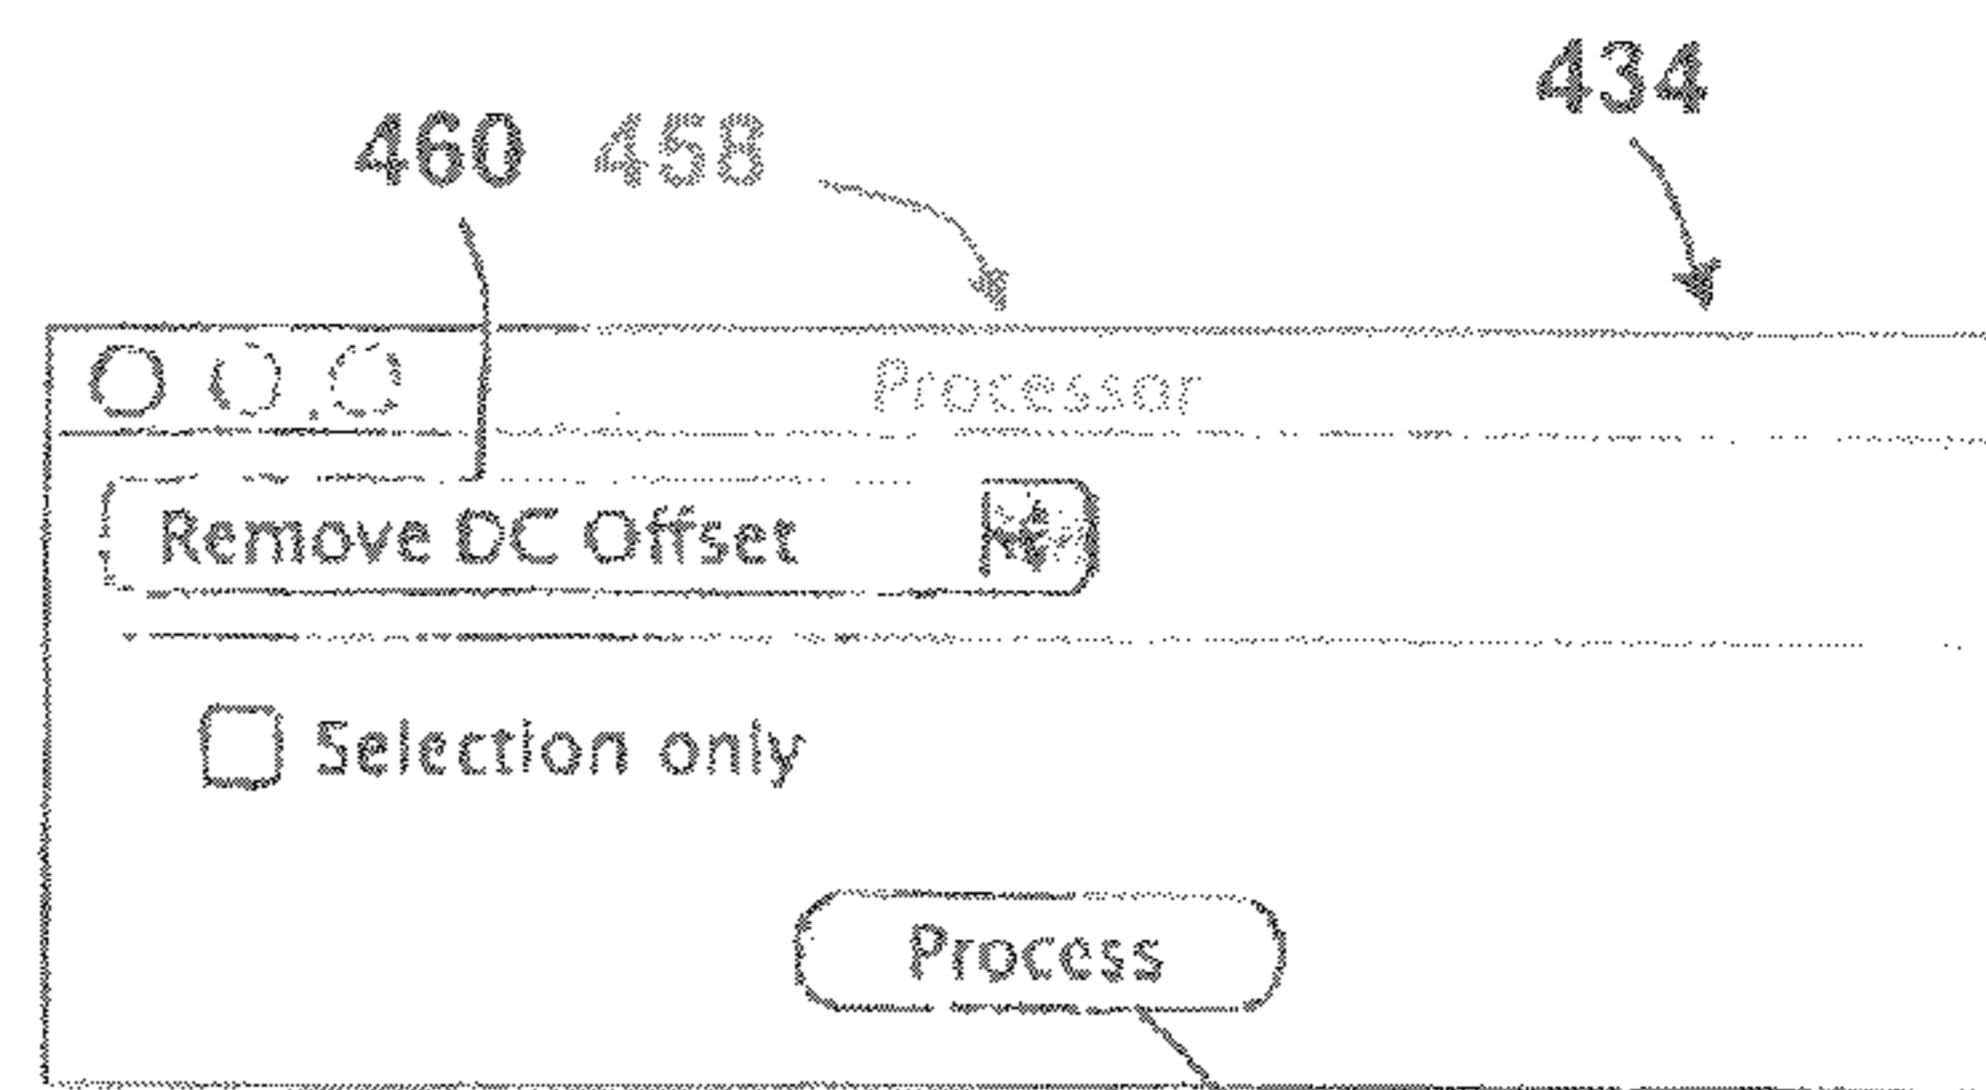 434
460 458
Processor
Remove DC Offset
Selection only
Process